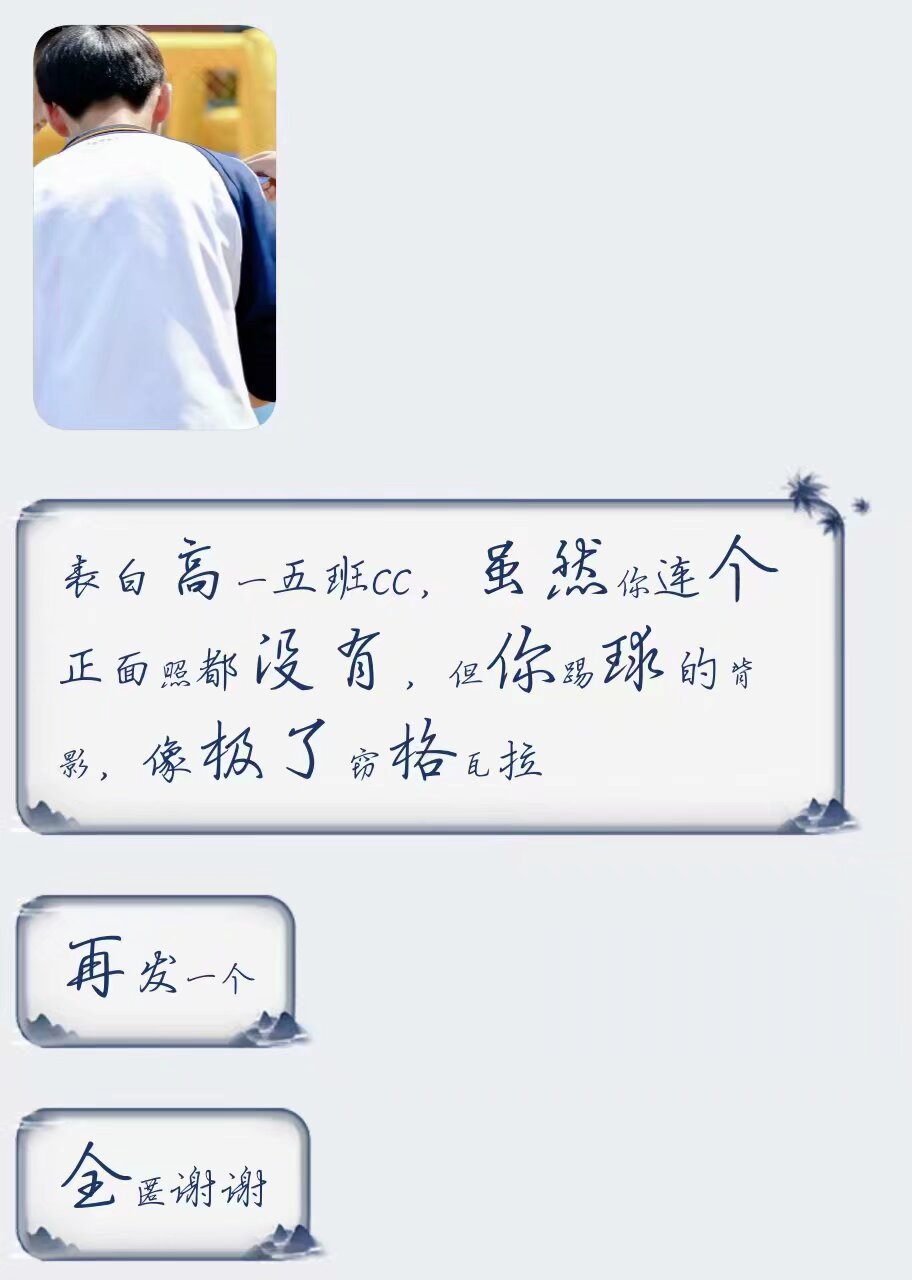 表白高一五班cc，虽然你连个
正面照都没有，但你踢球的背
影，像极了窃格瓦拉
再发一个
全匿谢谢